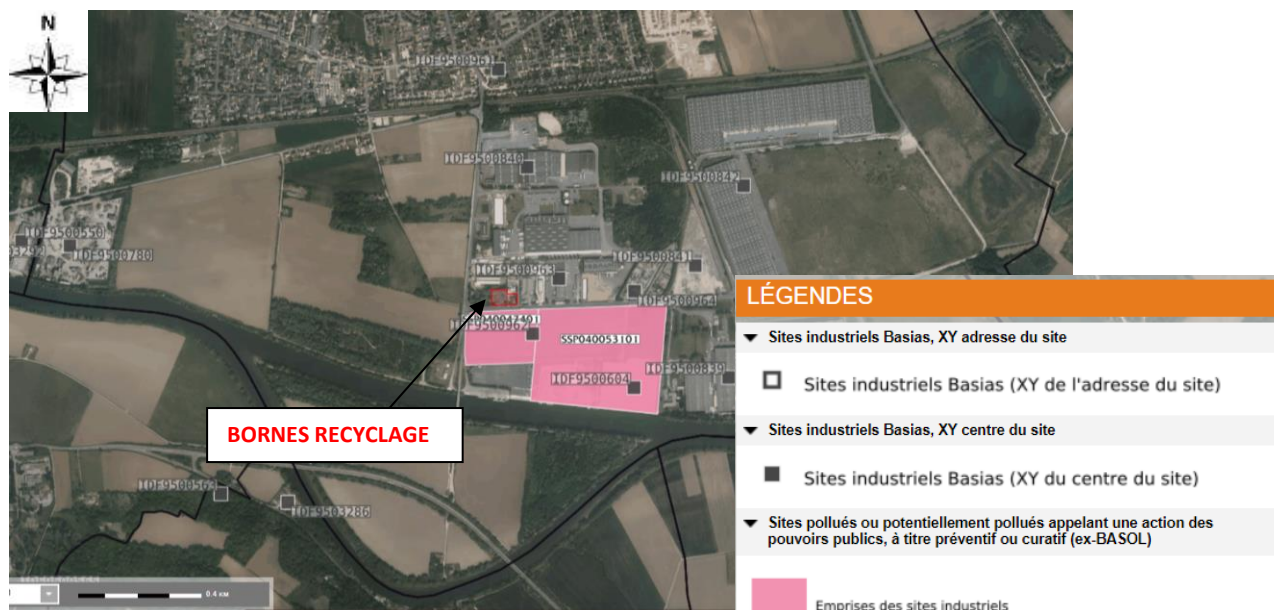 N
IDF9500961
IDF9500840
IDF9500842
IDF9500550
03292
IDF9500780
IDF9500963
IDF9500841
IDF9500964
IDF9500962
SSP040053101
IDF9500839
IDF9500604
BORNES RECYCLAGE
IDF9500563
IDF9503286
0.4 KM
LÉGENDES
Sites industriels Basias, XY adresse du site
Sites industriels Basias (XY de l'adresse du site)
Sites industriels Basias, XY centre du site
Sites industriels Basias (XY du centre du site)
Sites pollués ou potentiellement pollués appelant une action des
pouvoirs publics, à titre préventif ou curatif (ex-BASOL)
Emprises des sites industriels